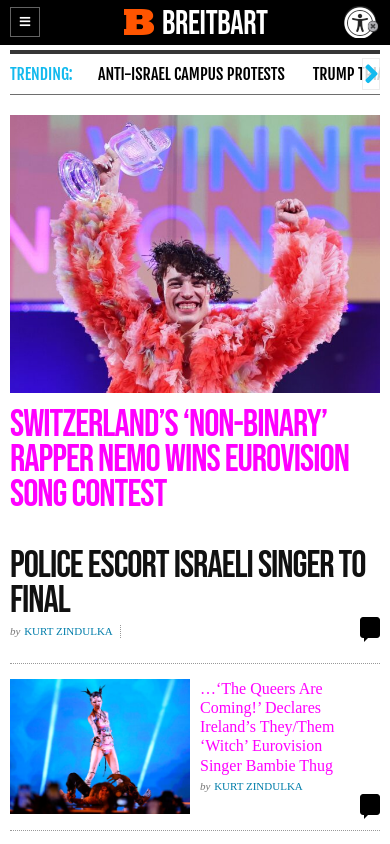 BREITBART
TRENDING: ANTI-ISRAEL CAMPUS PROTESTS TRUMP
WINNE
ONGS
SWITZERLAND’S ‘NON-BINARY’
RAPPER NEMO WINS EUROVISION
SONG CONTEST
POLICE ESCORT ISRAELI SINGER TO
FINAL
by KURT ZINDULKA
…‘The Queers Are
Coming!’ Declares
Ireland’s They/Them
‘Witch’ Eurovision
Singer Bambie Thug
by KURT ZINDULKA